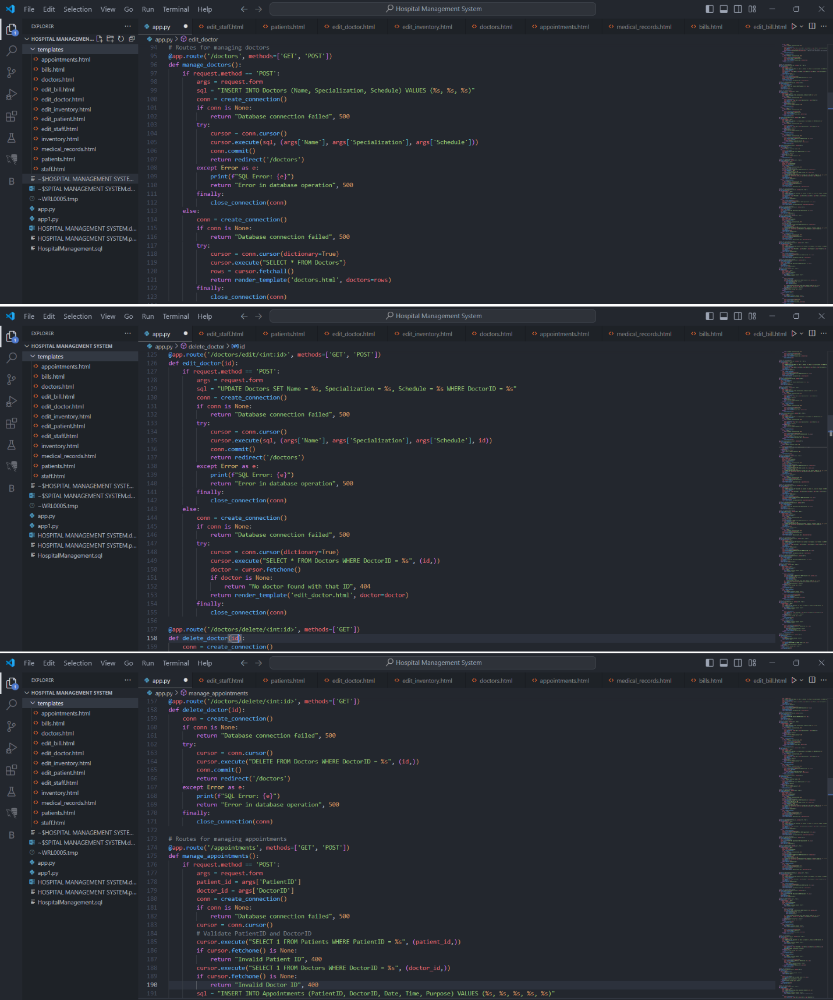 File Edit Selection View Go Run Terminal Help Hospital Management System
EXPLORER app.py edit_staff.html patients.html edit_doctor.html edit_inventory.html doctors.html appointments.html medical_records.html bills.html edit_bill.html
HOSPITAL MANAGEMEN...
templates
appointments.html
bills.html
doctors.html
edit_bill.html
edit_doctor.html
edit_inventory.html
edit_patient.html
edit_staff.html
inventory.html
medical_records.html
patients.html
staff.html
~$HOSPITAL MANAGEMENT SYSTE...
~$SPITAL MANAGEMENT SYSTEM.d...
~WRL0005.tmp
app.py
app1.py
HOSPITAL MANAGEMENT SYSTEM.d...
HOSPITAL MANAGEMENT SYSTEM.p...
HospitalManagement.sql
app.py > edit_doctor
94 # Routes for managing doctors
95 @app.route('/doctors', methods=['GET', 'POST'])
96 def manage_doctors():
97 if request.method == 'POST':
98 args = request.form
99 sql = "INSERT INTO Doctors (Name, Specialization, Schedule) VALUES (%s, %s, %s)"
100 conn = create_connection()
101 if conn is None:
102 return "Database connection failed", 500
103 try:
104 cursor = conn.cursor()
105 cursor.execute(sql, (args['Name'], args['Specialization'], args['Schedule']))
106 conn.commit()
107 return redirect('/doctors')
108 except Error as e:
109 print(f"SQL Error: {e}")
110 return "Error in database operation", 500
111 finally:
112 close_connection(conn)
113 else:
114 conn = create_connection()
115 if conn is None:
116 return "Database connection failed", 500
117 try:
118 cursor = conn.cursor(dictionary=True)
119 cursor.execute("SELECT * FROM Doctors")
120 rows = cursor.fetchall()
121 return render_template('doctors.html', doctors=rows)
122 finally:
123 close_connection(conn)
File Edit Selection View Go Run Terminal Help Hospital Management System
EXPLORER app.py edit_staff.html patients.html edit_doctor.html edit_inventory.html doctors.html appointments.html medical_records.html bills.html edit_bill.html
HOSPITAL MANAGEMENT SYSTEM
templates
appointments.html
bills.html
doctors.html
edit_bill.html
edit_doctor.html
edit_inventory.html
edit_patient.html
edit_staff.html
inventory.html
medical_records.html
patients.html
staff.html
~$HOSPITAL MANAGEMENT SYSTE...
~$SPITAL MANAGEMENT SYSTEM.d...
~WRL0005.tmp
app.py
app1.py
HOSPITAL MANAGEMENT SYSTEM.d...
HOSPITAL MANAGEMENT SYSTEM.p...
HospitalManagement.sql
app.py > delete_doctor > id
125 @app.route('/doctors/edit/<int:id>', methods=['GET', 'POST'])
126 def edit_doctor(id):
127 if request.method == 'POST':
128 args = request.form
129 sql = "UPDATE Doctors SET Name = %s, Specialization = %s, Schedule = %s WHERE DoctorID = %s"
130 conn = create_connection()
131 if conn is None:
132 return "Database connection failed", 500
133 try:
134 cursor = conn.cursor()
135 cursor.execute(sql, (args['Name'], args['Specialization'], args['Schedule'], id))
136 conn.commit()
137 return redirect('/doctors')
138 except Error as e:
139 print(f"SQL Error: {e}")
140 return "Error in database operation", 500
141 finally:
142 close_connection(conn)
143 else:
144 conn = create_connection()
145 if conn is None:
146 return "Database connection failed", 500
147 try:
148 cursor = conn.cursor(dictionary=True)
149 cursor.execute("SELECT * FROM Doctors WHERE DoctorID = %s", (id,))
150 doctor = cursor.fetchone()
151 if doctor is None:
152 return "No doctor found with that ID", 404
153 return render_template('edit_doctor.html', doctor=doctor)
154 finally:
155 close_connection(conn)
156
157 @app.route('/doctors/delete/<int:id>', methods=['GET'])
158 def delete_doctor(id):
159 conn = create_connection()
File Edit Selection View Go Run Terminal Help Hospital Management System
EXPLORER app.py edit_staff.html patients.html edit_doctor.html edit_inventory.html doctors.html appointments.html medical_records.html bills.html edit_bill.html
HOSPITAL MANAGEMENT SYSTEM
templates
appointments.html
bills.html
doctors.html
edit_bill.html
edit_doctor.html
edit_inventory.html
edit_patient.html
edit_staff.html
inventory.html
medical_records.html
patients.html
staff.html
~$HOSPITAL MANAGEMENT SYSTE...
~$SPITAL MANAGEMENT SYSTEM.d...
~WRL0005.tmp
app.py
app1.py
HOSPITAL MANAGEMENT SYSTEM.d...
HOSPITAL MANAGEMENT SYSTEM.p...
HospitalManagement.sql
app.py > manage_appointments
157 @app.route('/doctors/delete/<int:id>', methods=['GET'])
158 def delete_doctor(id):
159 conn = create_connection()
160 if conn is None:
161 return "Database connection failed", 500
162 try:
163 cursor = conn.cursor()
164 cursor.execute("DELETE FROM Doctors WHERE DoctorID = %s", (id,))
165 conn.commit()
166 return redirect('/doctors')
167 except Error as e:
168 print(f"SQL Error: {e}")
169 return "Error in database operation", 500
170 finally:
171 close_connection(conn)
172
173 # Routes for managing appointments
174 @app.route('/appointments', methods=['GET', 'POST'])
175 def manage_appointments():
176 if request.method == 'POST':
177 args = request.form
178 patient_id = args['PatientID']
179 doctor_id = args['DoctorID']
180 conn = create_connection()
181 if conn is None:
182 return "Database connection failed", 500
183 cursor = conn.cursor()
184 # Validate PatientID and DoctorID
185 cursor.execute("SELECT 1 FROM Patients WHERE PatientID = %s", (patient_id,))
186 if cursor.fetchone() is None:
187 return "Invalid Patient ID", 400
188 cursor.execute("SELECT 1 FROM Doctors WHERE DoctorID = %s", (doctor_id,))
189 if cursor.fetchone() is None:
190 return "Invalid Doctor ID", 400
191 sql = "INSERT INTO Appointments (PatientID, DoctorID, Date, Time, Purpose) VALUES (%s, %s, %s, %s, %s)"